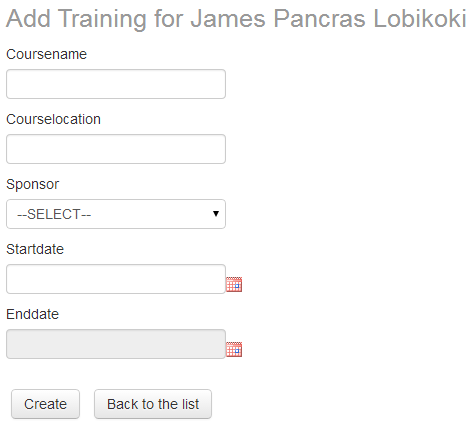 Add Training for James Pancras Lobikoki
Coursename
Courselocation
Sponsor
--SELECT--
Startdate
Enddate
Create Back to the list